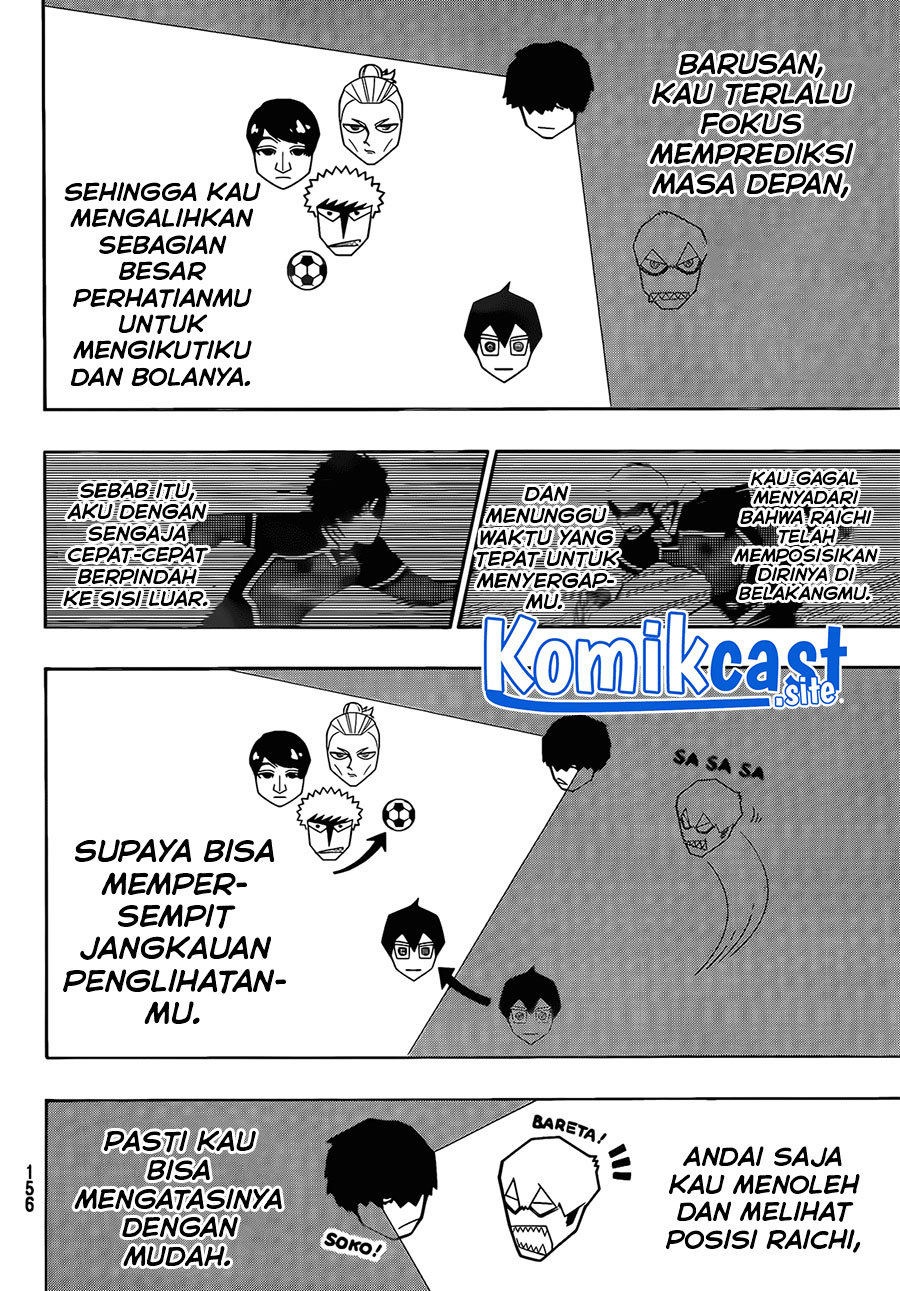 BARUSAN,
KAU TERLALU
FOKUS
MEMPREDIKSI
MASA DEPAN,
SEHINGGA KAU
MENGALIHKAN
SEBAGIAN
BESAR
PERHATIANMU
UNTUK
MENGIKUTIKU
DAN BOLANYA.
KAU GAGAL
MENYADARI
BAHWA RAICHI
TELAH
MEMPOSISIKAN
DIRINYA DI
BELAKANGMU.
DAN
MENUNGGU
WAKTU YANG
TEPAT UNTUK
MENYERGAP-
MU.
SEBAB ITU,
AKU DENGAN
SENGAJA
CEPAT-CEPAT
BERPINDAH
KE SISI LUAR.
Komikcast
.site
SA SA SA
SUPAYA BISA
MEMPER-
SEMPIT
JANGKAUAN
PENGLIHATAN-
MU.
ANDAI SAJA
KAU MENOLEH
DAN MELIHAT
POSISI RAICHI,
BARETA!
SOKO!
PASTI KAU
BISA
MENGATASINYA
DENGAN
MUDAH.
156